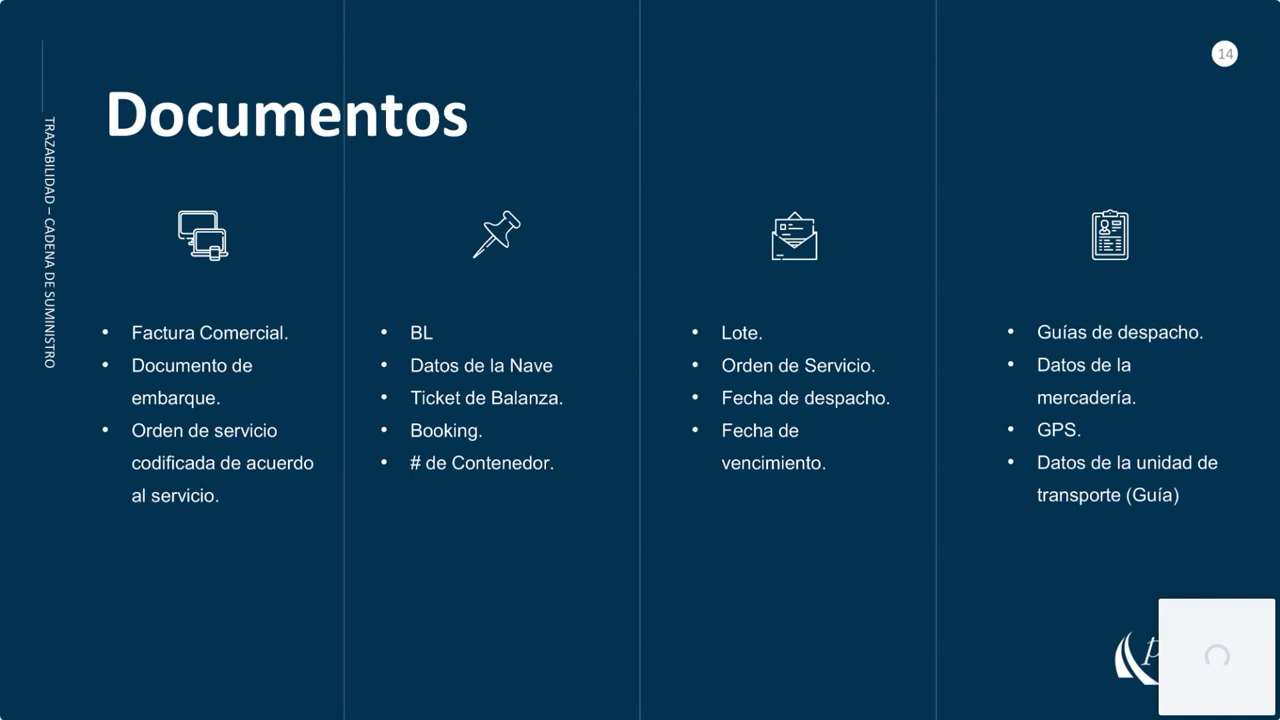 14
Documentos
TRAZABILIDAD – CADENA DE SUMINISTRO
• Factura Comercial.
• Documento de
embarque.
• Orden de servicio
codificada de acuerdo
al servicio.
• BL
• Datos de la Nave
• Ticket de Balanza.
• Booking.
• # de Contenedor.
• Lote.
• Orden de Servicio.
• Fecha de despacho.
• Fecha de
vencimiento.
• Guías de despacho.
• Datos de la
mercadería.
• GPS.
• Datos de la unidad de
transporte (Guía)